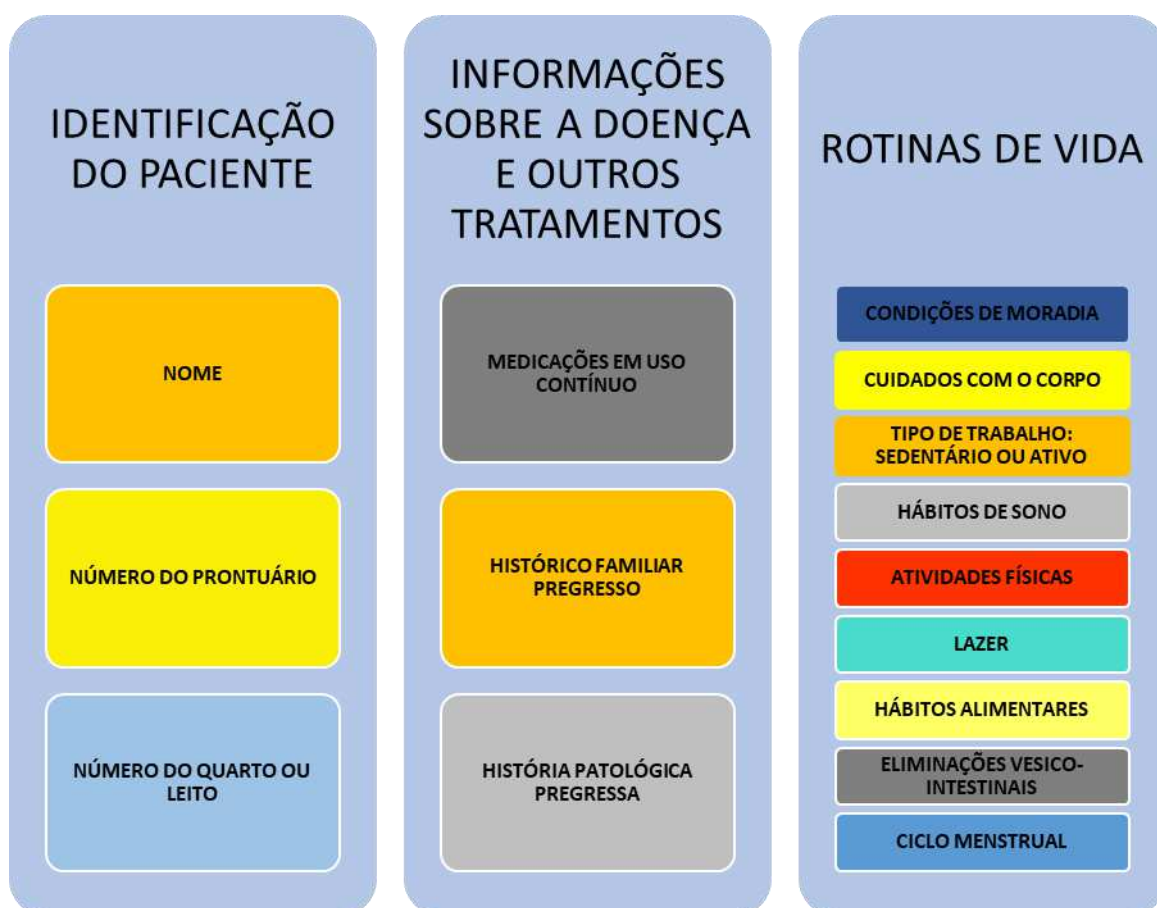 IDENTIFICAÇÃO
DO PACIENTE
NOME
NÚMERO DO PRONTUÁRIO
NÚMERO DO QUARTO OU
LEITO
INFORMAÇÕES
SOBRE A DOENÇA
E OUTROS
TRATAMENTOS
MEDICAÇÕES EM USO
CONTÍNUO
HISTÓRICO FAMILIAR
PREGRESSO
HISTÓRIA PATOLÓGICA
PREGRESSA
ROTINAS DE VIDA
CONDIÇÕES DE MORADIA
CUIDADOS COM O CORPO
TIPO DE TRABALHO:
SEDENTÁRIO OU ATIVO
HÁBITOS DE SONO
ATIVIDADES FÍSICAS
LAZER
HÁBITOS ALIMENTARES
ELIMINAÇÕES VESICO-
INTESTINAIS
CICLO MENSTRUAL